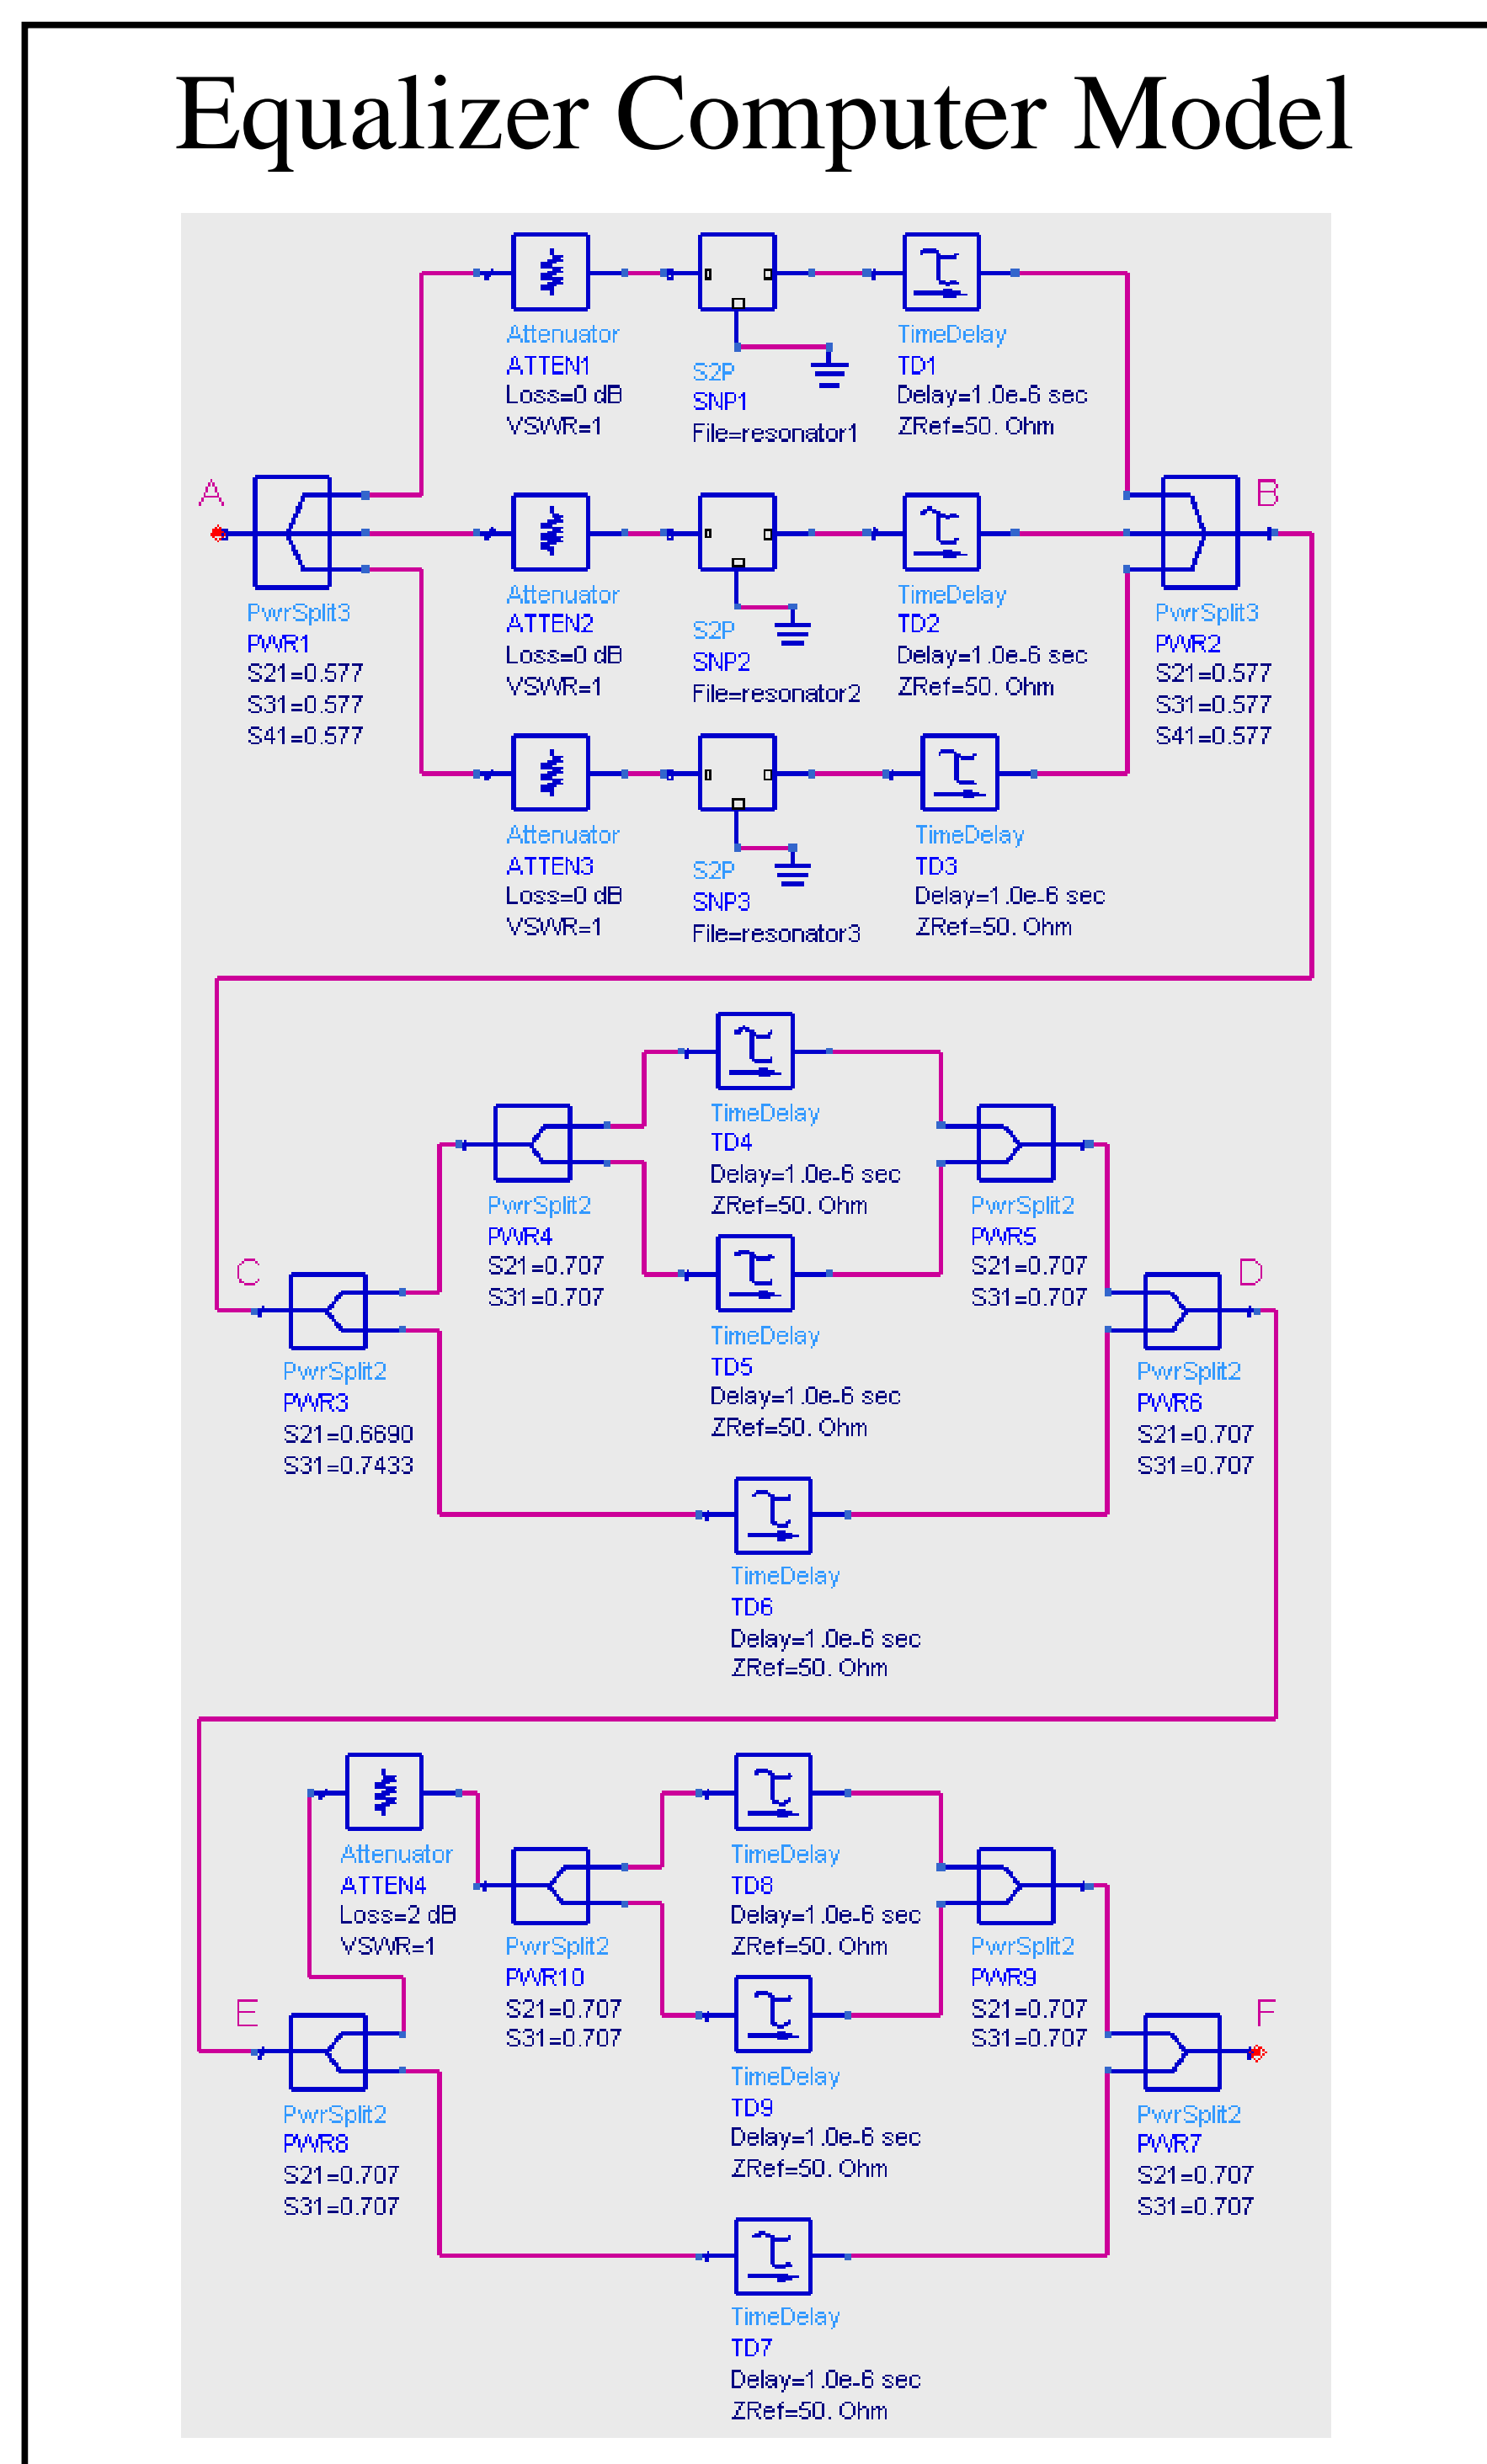 Equalizer Computer Model
Attenuator
ATTEN1
Loss=0 dB
VSWR=1
S2P
SNP1
File=resonator1
TimeDelay
TD1
Delay=1.0e-6 sec
ZRef=50. Ohm
A
B
PwrSplit3
PWR1
S21=0.577
S31=0.577
S41=0.577
Attenuator
ATTEN2
Loss=0 dB
VSWR=1
S2P
SNP2
File=resonator2
TimeDelay
TD2
Delay=1.0e-6 sec
ZRef=50. Ohm
PwrSplit3
PWR2
S21=0.577
S31=0.577
S41=0.577
Attenuator
ATTEN3
Loss=0 dB
VSWR=1
S2P
SNP3
File=resonator3
TimeDelay
TD3
Delay=1.0e-6 sec
ZRef=50. Ohm
TimeDelay
TD4
Delay=1.0e-6 sec
ZRef=50. Ohm
PwrSplit2
PWR4
S21=0.707
S31=0.707
PwrSplit2
PWR5
S21=0.707
S31=0.707
C
D
TimeDelay
TD5
Delay=1.0e-6 sec
ZRef=50. Ohm
PwrSplit2
PWR3
S21=0.6690
S31=0.7433
PwrSplit2
PWR6
S21=0.707
S31=0.707
TimeDelay
TD6
Delay=1.0e-6 sec
ZRef=50. Ohm
Attenuator
ATTEN4
Loss=2 dB
VSWR=1
TimeDelay
TD8
Delay=1.0e-6 sec
ZRef=50. Ohm
PwrSplit2
PWR10
S21=0.707
S31=0.707
PwrSplit2
PWR9
S21=0.707
S31=0.707
E
F
TimeDelay
TD9
Delay=1.0e-6 sec
ZRef=50. Ohm
PwrSplit2
PWR8
S21=0.707
S31=0.707
PwrSplit2
PWR7
S21=0.707
S31=0.707
TimeDelay
TD7
Delay=1.0e-6 sec
ZRef=50. Ohm